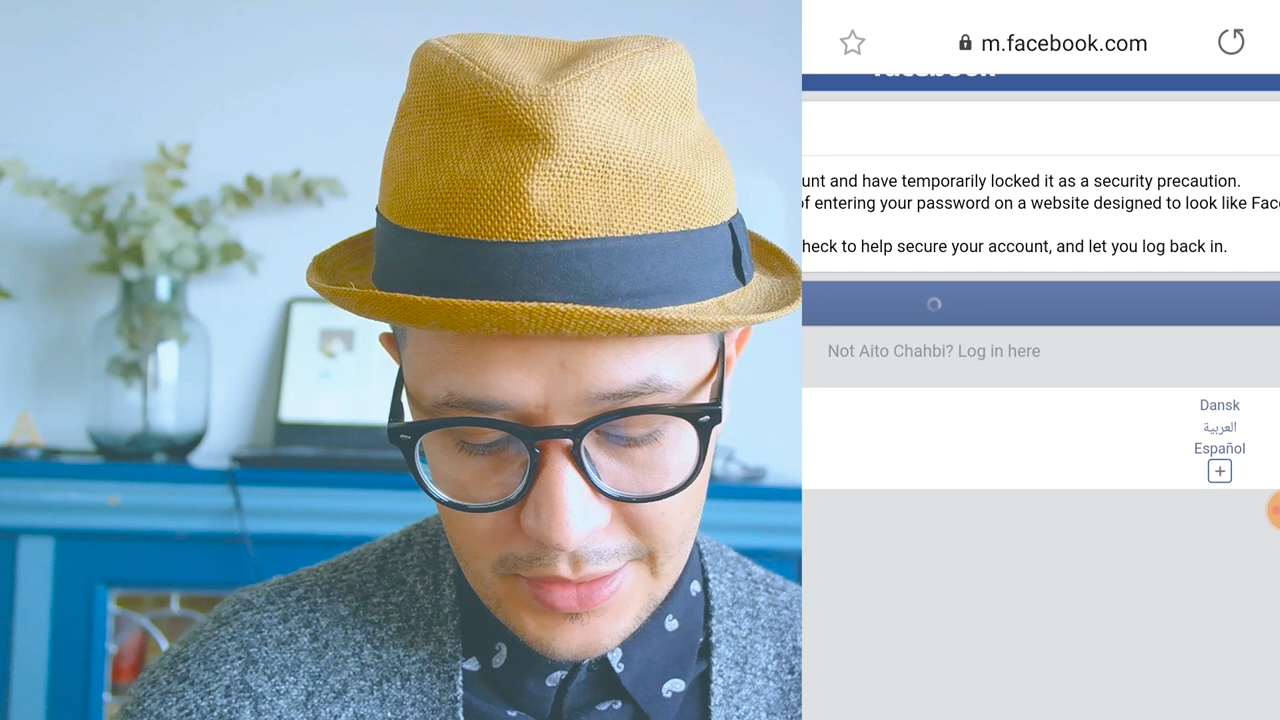 m.facebook.com
unt and have temporarily locked it as a security precaution.
of entering your password on a website designed to look like Fac
heck to help secure your account, and let you log back in.
Not Aito Chahbi? Log in here
Dansk
العربية
Español